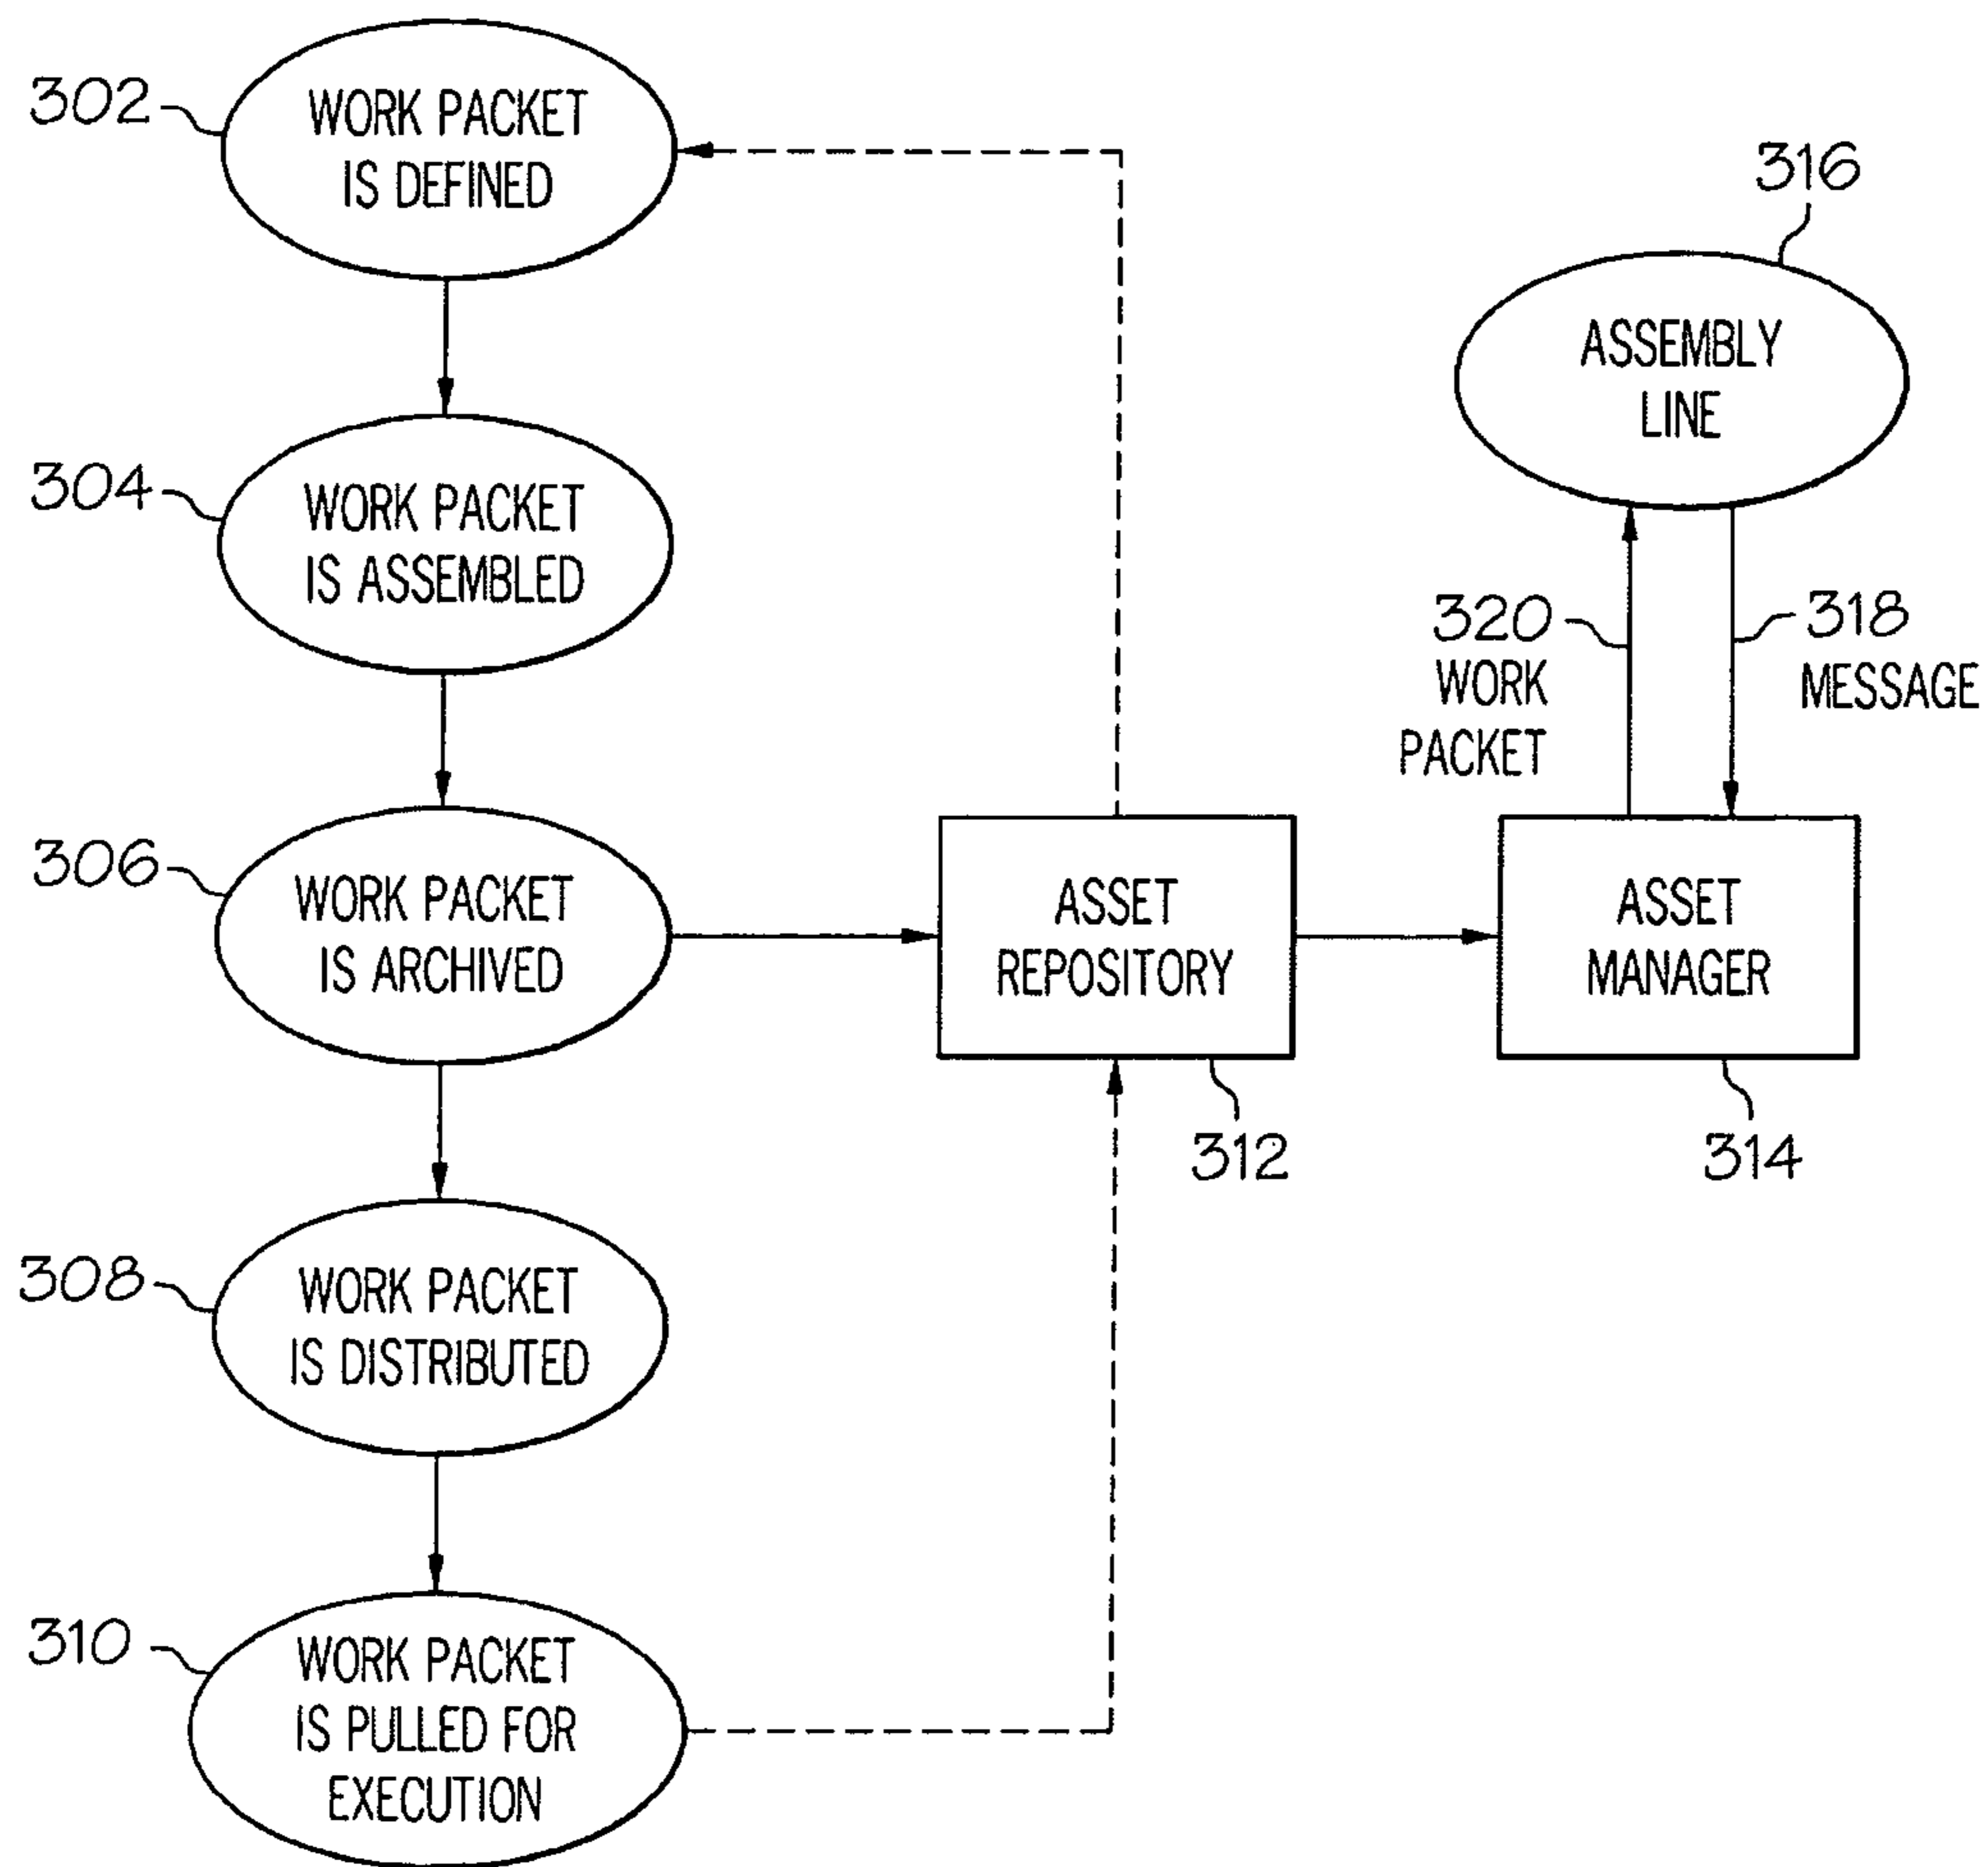 302
WORK PACKET
IS DEFINED
304
WORK PACKET
IS ASSEMBLED
306
WORK PACKET
IS ARCHIVED
308
WORK PACKET
IS DISTRIBUTED
310
WORK PACKET
IS PULLED FOR
EXECUTION
ASSET
REPOSITORY
312
ASSET
MANAGER
314
316
ASSEMBLY
LINE
320
WORK
PACKET
318
MESSAGE